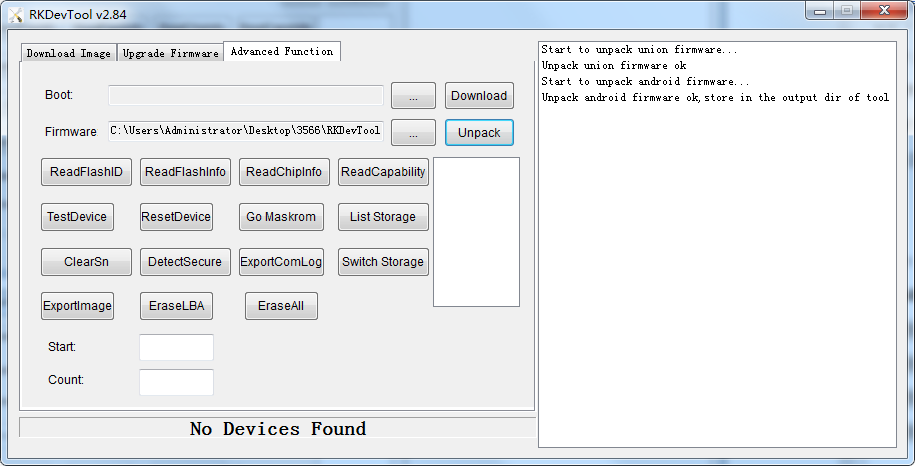 RKDevTool v2.84
Download Image Upgrade Firmware Advanced Function
Boot: ... Download
Firmware C:\Users\Administrator\Desktop\3566\RKDevTool ... Unpack
ReadFlashID ReadFlashInfo ReadChipInfo ReadCapability
TestDevice ResetDevice Go Maskrom List Storage
ClearSn DetectSecure ExportComLog Switch Storage
ExportImage EraseLBA EraseAll
Start:
Count:
No Devices Found
Start to unpack union firmware...
Unpack union firmware ok
Start to unpack android firmware...
Unpack android firmware ok,store in the output dir of tool